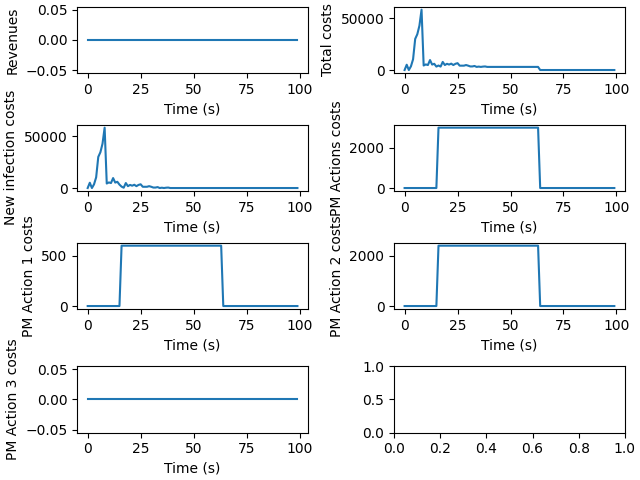 Revenues
0.05
0.00
−0.05
0 25 50 75 100
Time (s)
Total costs
50000
0
0 25 50 75 100
Time (s)
New infection costs
50000
0
0 25 50 75 100
Time (s)
PM Actions costs
2000
0
0 25 50 75 100
Time (s)
PM Action 1 costs
500
0
0 25 50 75 100
Time (s)
PM Action 2 costs
2000
0
0 25 50 75 100
Time (s)
PM Action 3 costs
0.05
0.00
−0.05
0 25 50 75 100
Time (s)
1.0
0.5
0.0
0.0 0.2 0.4 0.6 0.8 1.0